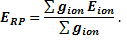 E_RP = ∑ g_ion E_ion / ∑ g_ion .